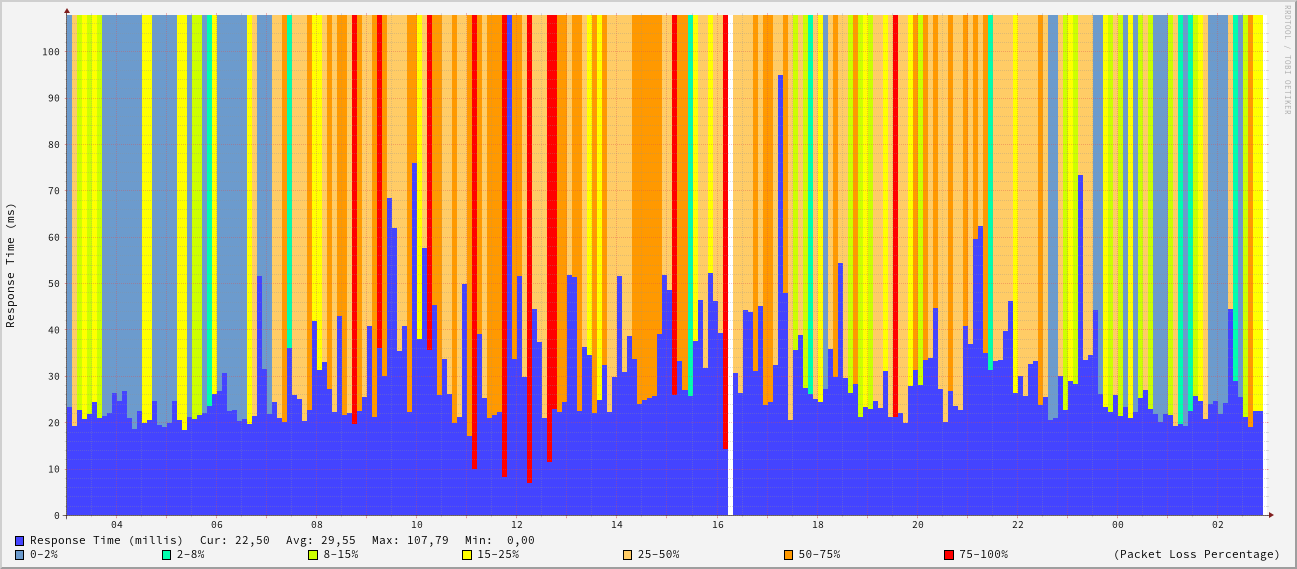 RRDTOOL / TOBI OETIKER
Response Time (ms)
100
90
80
70
60
50
40
30
20
10
0
04 06 08 10 12 14 16 18 20 22 00 02
Response Time (millis) Cur: 22,50 Avg: 29,55 Max: 107,79 Min: 0,00
0-2% 2-8% 8-15% 15-25% 25-50% 50-75% 75-100% (Packet Loss Percentage)